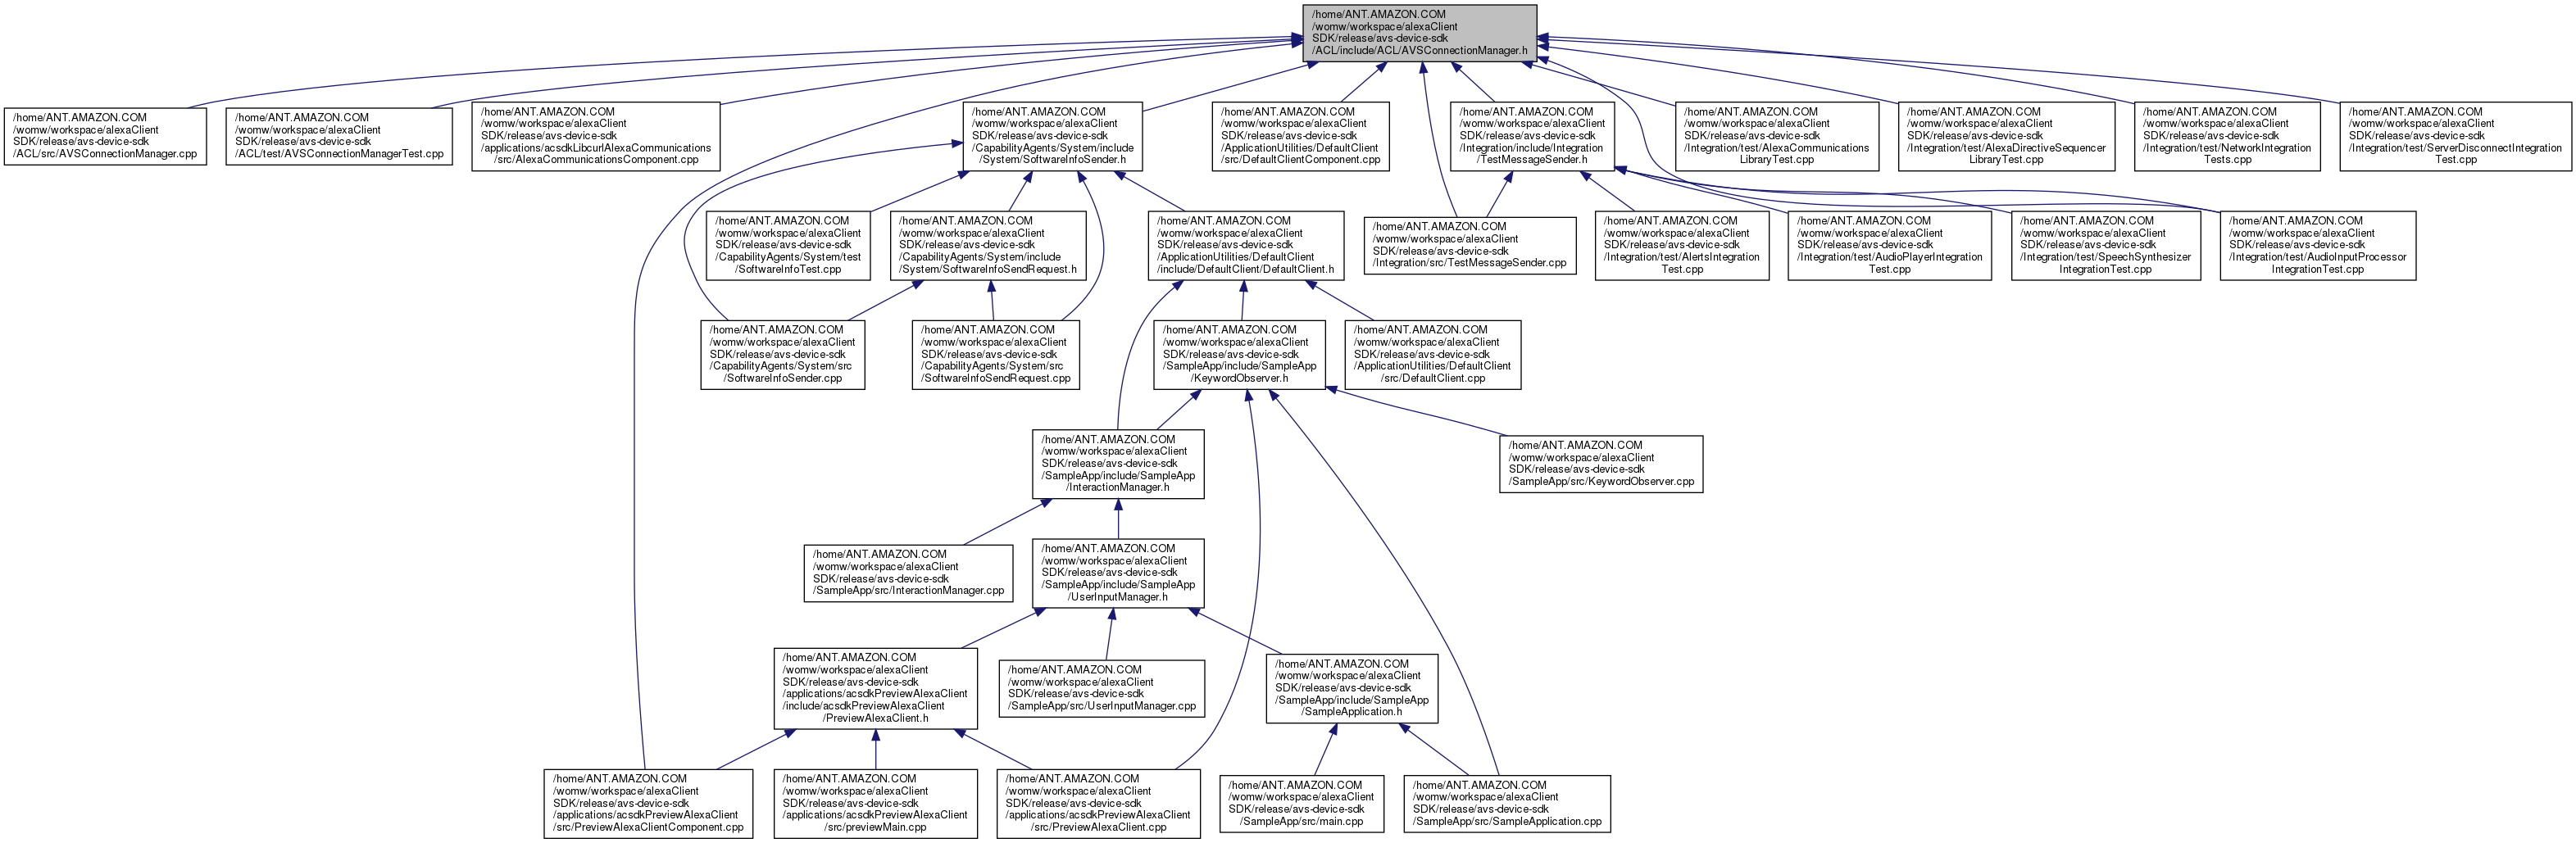 /home/ANT.AMAZON.COM
/womw/workspace/alexaClient
SDK/release/avs-device-sdk
/ACL/include/ACL/AVSConnectionManager.h
/home/ANT.AMAZON.COM
/womw/workspace/alexaClient
SDK/release/avs-device-sdk
/ACL/src/AVSConnectionManager.cpp
/home/ANT.AMAZON.COM
/womw/workspace/alexaClient
SDK/release/avs-device-sdk
/ACL/test/AVSConnectionManagerTest.cpp
/home/ANT.AMAZON.COM
/womw/workspace/alexaClient
SDK/release/avs-device-sdk
/applications/acsdkLibcurlAlexaCommunications
/src/AlexaCommunicationsComponent.cpp
/home/ANT.AMAZON.COM
/womw/workspace/alexaClient
SDK/release/avs-device-sdk
/CapabilityAgents/System/include
/System/SoftwareInfoSender.h
/home/ANT.AMAZON.COM
/womw/workspace/alexaClient
SDK/release/avs-device-sdk
/ApplicationUtilities/DefaultClient
/src/DefaultClientComponent.cpp
/home/ANT.AMAZON.COM
/womw/workspace/alexaClient
SDK/release/avs-device-sdk
/Integration/include/Integration
/TestMessageSender.h
/home/ANT.AMAZON.COM
/womw/workspace/alexaClient
SDK/release/avs-device-sdk
/Integration/test/AlexaCommunications
LibraryTest.cpp
/home/ANT.AMAZON.COM
/womw/workspace/alexaClient
SDK/release/avs-device-sdk
/Integration/test/AlexaDirectiveSequencer
LibraryTest.cpp
/home/ANT.AMAZON.COM
/womw/workspace/alexaClient
SDK/release/avs-device-sdk
/Integration/test/NetworkIntegration
Tests.cpp
/home/ANT.AMAZON.COM
/womw/workspace/alexaClient
SDK/release/avs-device-sdk
/Integration/test/ServerDisconnectIntegration
Test.cpp
/home/ANT.AMAZON.COM
/womw/workspace/alexaClient
SDK/release/avs-device-sdk
/CapabilityAgents/System/test
/SoftwareInfoTest.cpp
/home/ANT.AMAZON.COM
/womw/workspace/alexaClient
SDK/release/avs-device-sdk
/CapabilityAgents/System/include
/System/SoftwareInfoSendRequest.h
/home/ANT.AMAZON.COM
/womw/workspace/alexaClient
SDK/release/avs-device-sdk
/ApplicationUtilities/DefaultClient
/include/DefaultClient/DefaultClient.h
/home/ANT.AMAZON.COM
/womw/workspace/alexaClient
SDK/release/avs-device-sdk
/Integration/src/TestMessageSender.cpp
/home/ANT.AMAZON.COM
/womw/workspace/alexaClient
SDK/release/avs-device-sdk
/Integration/test/AlertsIntegration
Test.cpp
/home/ANT.AMAZON.COM
/womw/workspace/alexaClient
SDK/release/avs-device-sdk
/Integration/test/AudioPlayerIntegration
Test.cpp
/home/ANT.AMAZON.COM
/womw/workspace/alexaClient
SDK/release/avs-device-sdk
/Integration/test/SpeechSynthesizer
IntegrationTest.cpp
/home/ANT.AMAZON.COM
/womw/workspace/alexaClient
SDK/release/avs-device-sdk
/Integration/test/AudioInputProcessor
IntegrationTest.cpp
/home/ANT.AMAZON.COM
/womw/workspace/alexaClient
SDK/release/avs-device-sdk
/CapabilityAgents/System/src
/SoftwareInfoSender.cpp
/home/ANT.AMAZON.COM
/womw/workspace/alexaClient
SDK/release/avs-device-sdk
/CapabilityAgents/System/src
/SoftwareInfoSendRequest.cpp
/home/ANT.AMAZON.COM
/womw/workspace/alexaClient
SDK/release/avs-device-sdk
/SampleApp/include/SampleApp
/KeywordObserver.h
/home/ANT.AMAZON.COM
/womw/workspace/alexaClient
SDK/release/avs-device-sdk
/ApplicationUtilities/DefaultClient
/src/DefaultClient.cpp
/home/ANT.AMAZON.COM
/womw/workspace/alexaClient
SDK/release/avs-device-sdk
/SampleApp/include/SampleApp
/InteractionManager.h
/home/ANT.AMAZON.COM
/womw/workspace/alexaClient
SDK/release/avs-device-sdk
/SampleApp/src/KeywordObserver.cpp
/home/ANT.AMAZON.COM
/womw/workspace/alexaClient
SDK/release/avs-device-sdk
/SampleApp/src/InteractionManager.cpp
/home/ANT.AMAZON.COM
/womw/workspace/alexaClient
SDK/release/avs-device-sdk
/SampleApp/include/SampleApp
/UserInputManager.h
/home/ANT.AMAZON.COM
/womw/workspace/alexaClient
SDK/release/avs-device-sdk
/applications/acsdkPreviewAlexaClient
/include/acsdkPreviewAlexaClient
/PreviewAlexaClient.h
/home/ANT.AMAZON.COM
/womw/workspace/alexaClient
SDK/release/avs-device-sdk
/SampleApp/src/UserInputManager.cpp
/home/ANT.AMAZON.COM
/womw/workspace/alexaClient
SDK/release/avs-device-sdk
/SampleApp/include/SampleApp
/SampleApplication.h
/home/ANT.AMAZON.COM
/womw/workspace/alexaClient
SDK/release/avs-device-sdk
/applications/acsdkPreviewAlexaClient
/src/PreviewAlexaClientComponent.cpp
/home/ANT.AMAZON.COM
/womw/workspace/alexaClient
SDK/release/avs-device-sdk
/applications/acsdkPreviewAlexaClient
/src/previewMain.cpp
/home/ANT.AMAZON.COM
/womw/workspace/alexaClient
SDK/release/avs-device-sdk
/applications/acsdkPreviewAlexaClient
/src/PreviewAlexaClient.cpp
/home/ANT.AMAZON.COM
/womw/workspace/alexaClient
SDK/release/avs-device-sdk
/SampleApp/src/main.cpp
/home/ANT.AMAZON.COM
/womw/workspace/alexaClient
SDK/release/avs-device-sdk
/SampleApp/src/SampleApplication.cpp